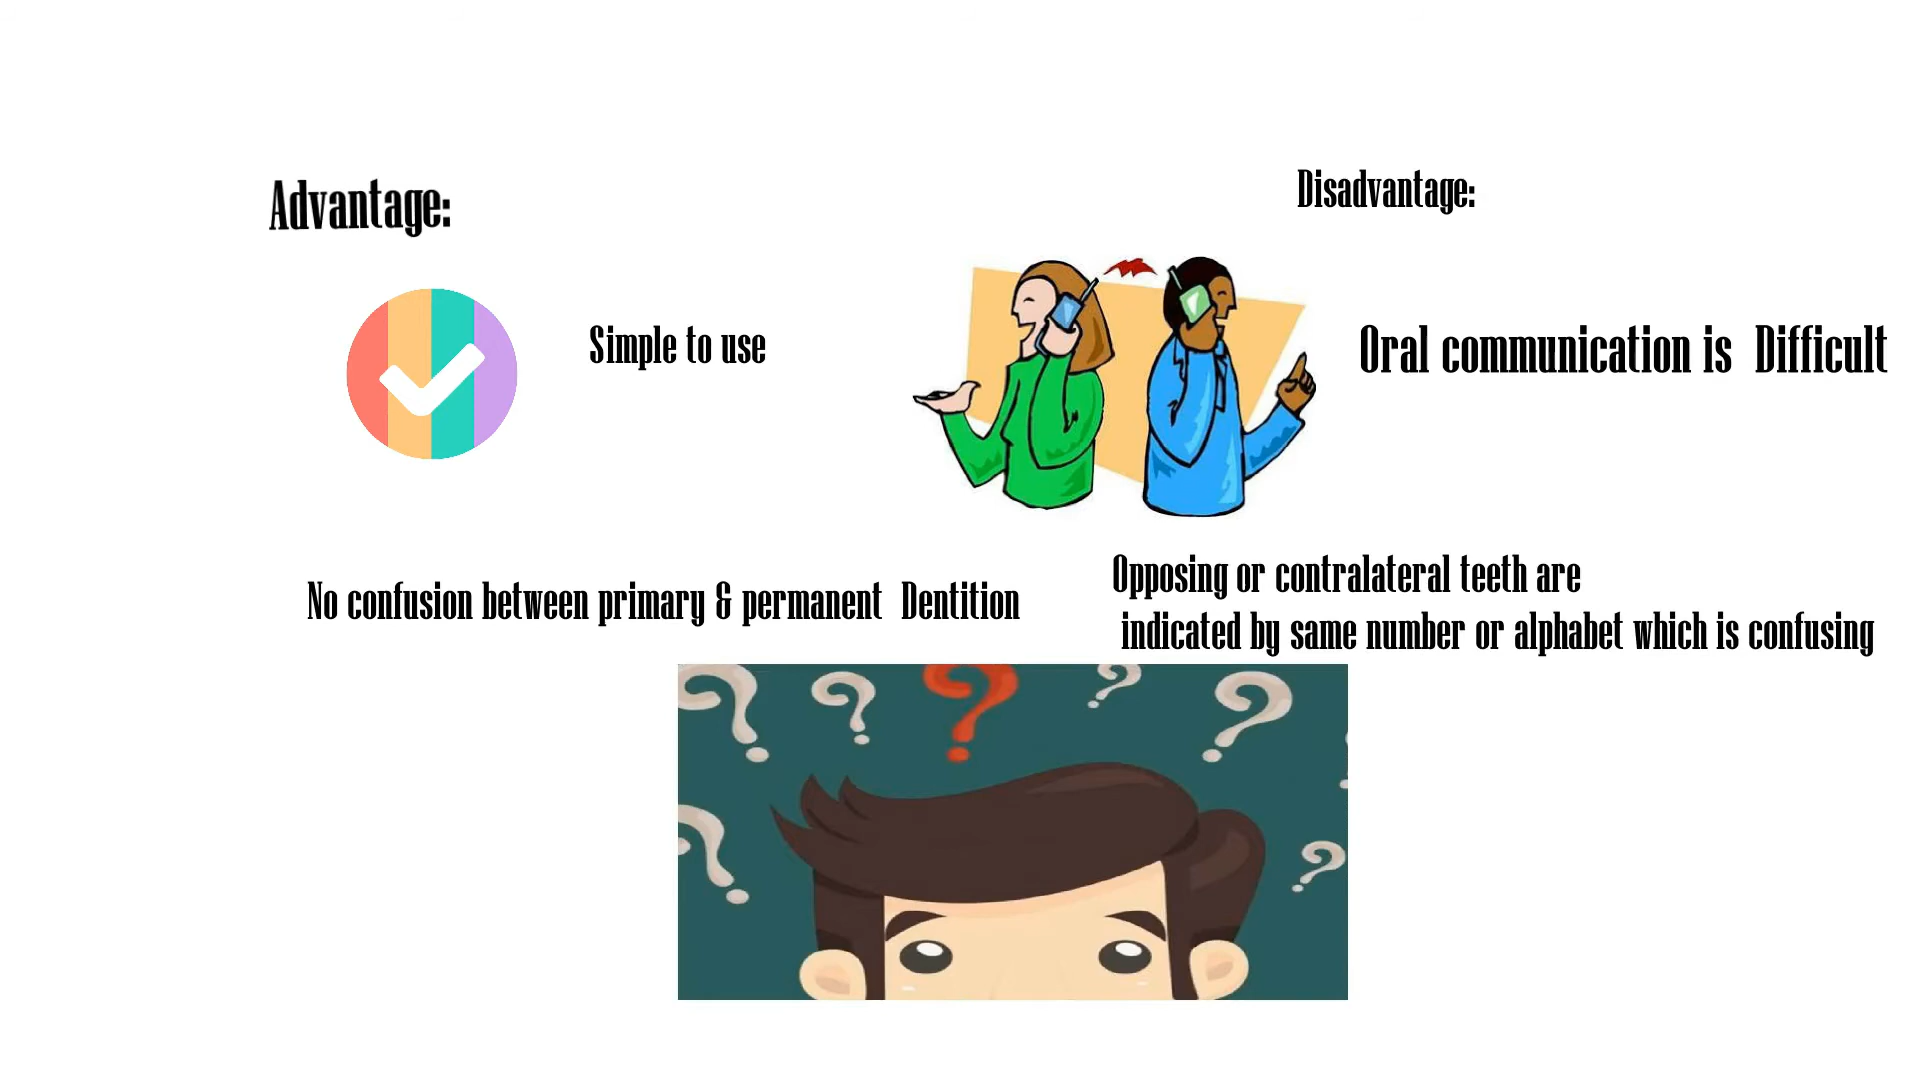 Advantage:
Simple to use
No confusion between primary & permanent Dentition
Disadvantage:
Oral communication is Difficult
Opposing or contralateral teeth are
indicated by same number or alphabet which is confusing